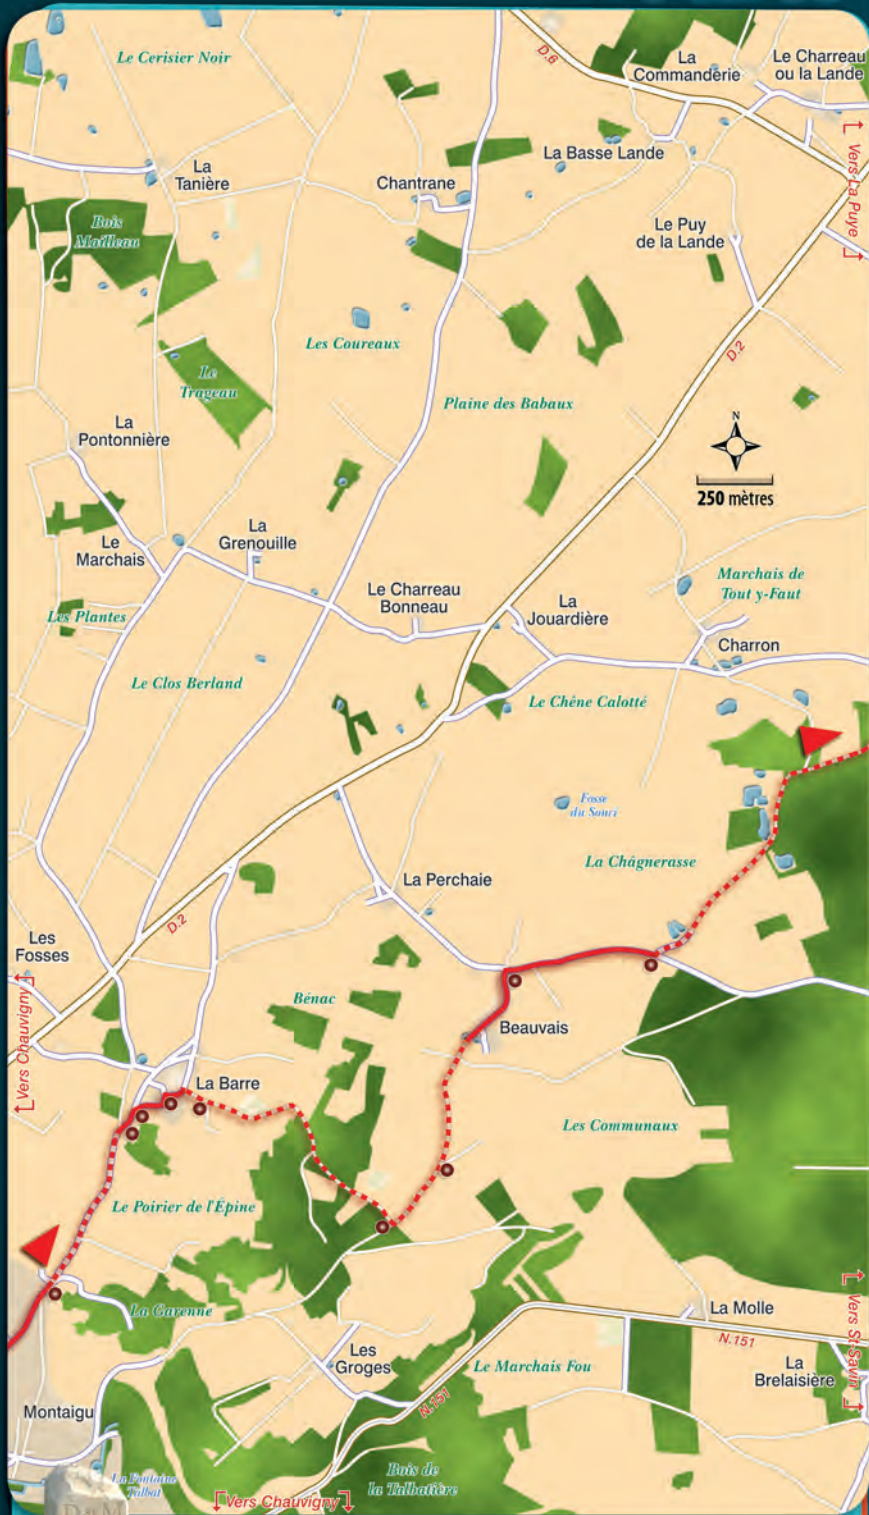 Le Cerisier Noir
D.6
La
Commanderie
Le Charreau
ou la Lande
La
Tanière
Chantrane
La Basse Lande
Vers La Puye
Bois
Mailleau
Le Puy
de la Lande
Les Coureaux
D.2
Le
Trageau
Plaine des Babaux
La
Pontonnière
N
250 mètres
La
Grenouille
Le
Marchais
Le Charreau
Bonneau
La
Jouardière
Marchais de
Tout y-Faut
Les Plantes
Charron
Le Clos Berland
Le Chêne Calotté
Fosse
du Souci
La Châgnerasse
La Perchaie
D.2
Les
Fosses
Vers Chauvigny
Bénac
Beauvais
La Barre
Les Communaux
Le Poirier de l'Épine
La Garenne
La Molle
N.151
Vers St-Savin
Les
Groges
Le Marchais Fou
La
Brelaisière
Montaigu
N.151
La Fontaine
Talbat
Bois de
la Talbatière
Vers Chauvigny